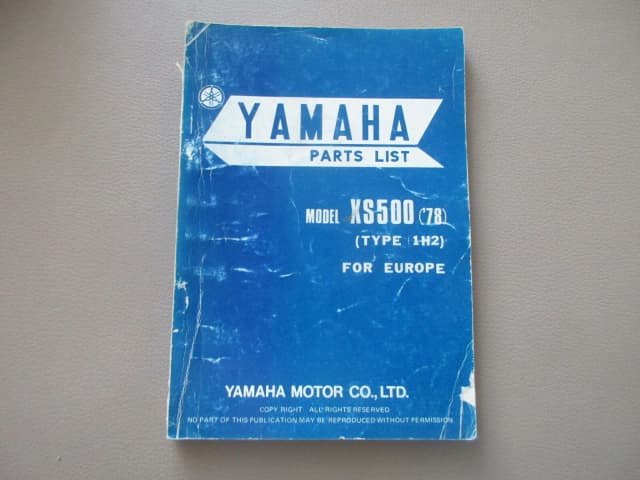 YAMAHA
PARTS LIST
MODEL XS500 ('78)
(TYPE 1H2)
FOR EUROPE
YAMAHA MOTOR CO., LTD.
COPY RIGHT ALL RIGHTS RESERVED
NO PART OF THIS PUBLICATION MAY BE REPRODUCED WITHOUT PERMISSION